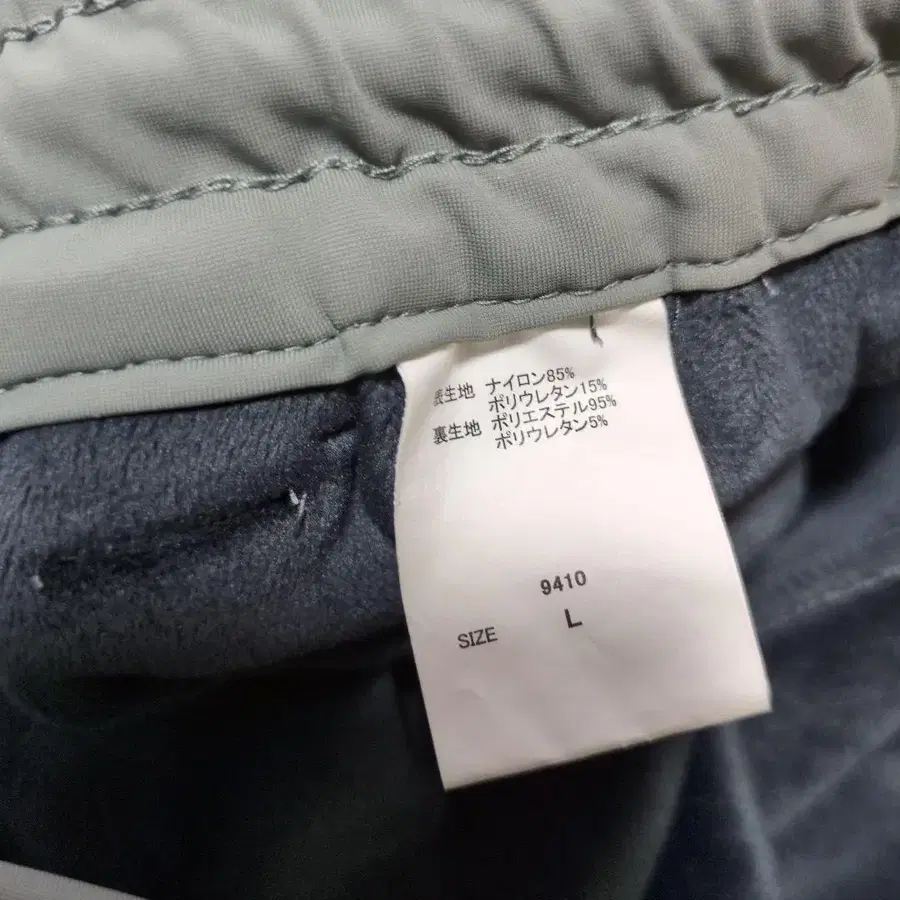 表生地 ナイロン85%
ポリウレタン15%
裏生地 ポリエステル95%
ポリウレタン5%
9410
SIZE L